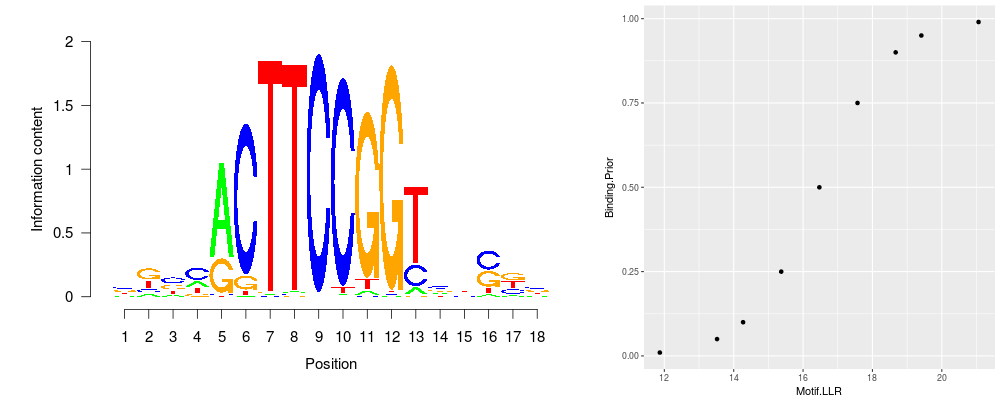 2
1.5
1
0.5
0
Information content
A C T T C C G G T
G G C C
G
1 2 3 4 5 6 7 8 9 10 11 12 13 14 15 16 17 18
Position
1.00
0.75
0.50
0.25
0.00
Binding.Prior
12 14 16 18 20
Motif.LLR